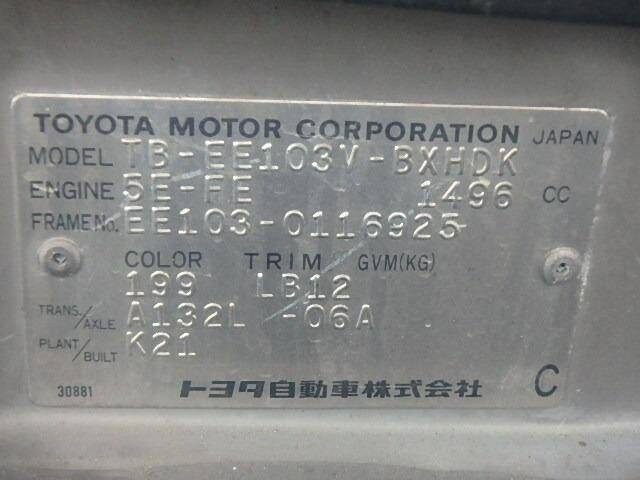 TOYOTA MOTOR CORPORATION JAPAN
MODEL TB-EE103V-BXHDK
ENGINE 5E-FE 1496 CC
FRAME No. EE103-0116925
COLOR TRIM GVM(KG)
199 LB12
TRANS./AXLE A132L -06A
PLANT/BUILT K21
30881 トヨタ自動車株式会社 C